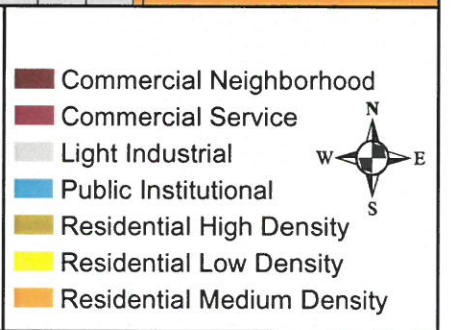 Commercial Neighborhood
Commercial Service
Light Industrial
Public Institutional
Residential High Density
Residential Low Density
Residential Medium Density
N
W E
S